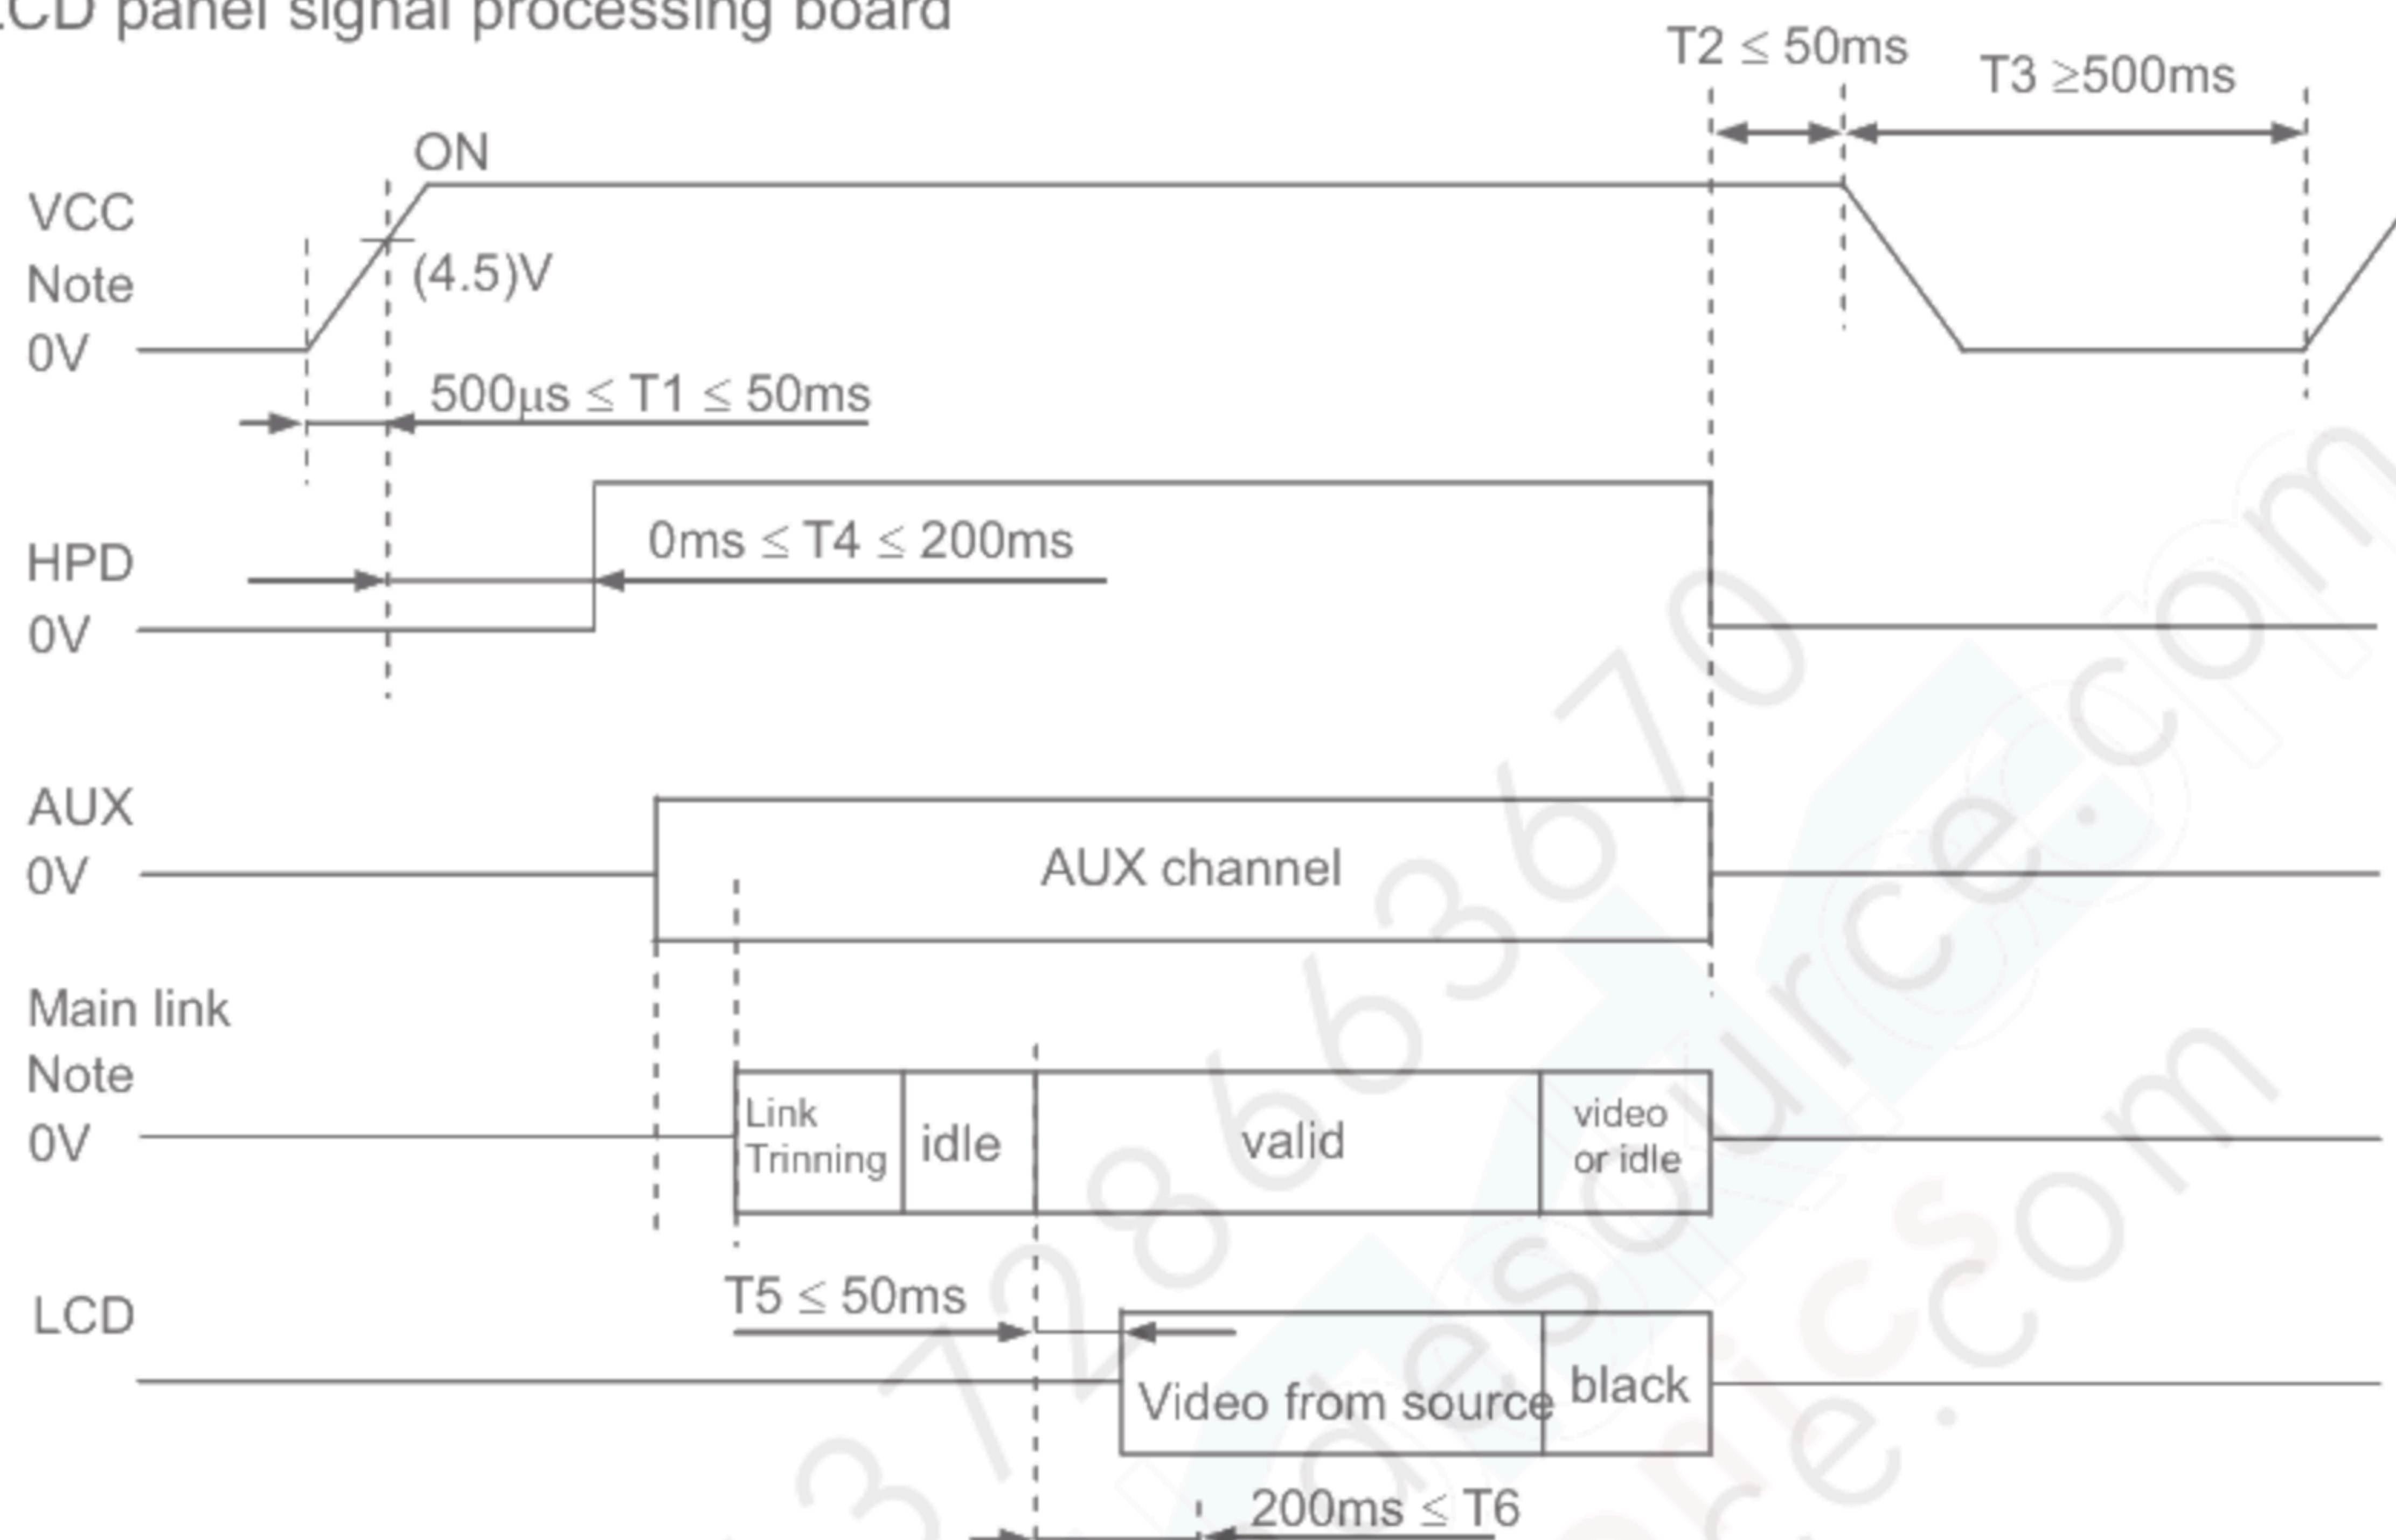 LCD panel signal processing board
T2 ≤ 50ms
T3 ≥500ms
ON
VCC
Note
(4.5)V
0V
500μs ≤ T1 ≤ 50ms
HPD
0ms ≤ T4 ≤ 200ms
0V
AUX
0V
AUX channel
Main link
Note
0V
Link
Trinning
idle
valid
video
or idle
T5 ≤ 50ms
LCD
Video from source
black
200ms ≤ T6